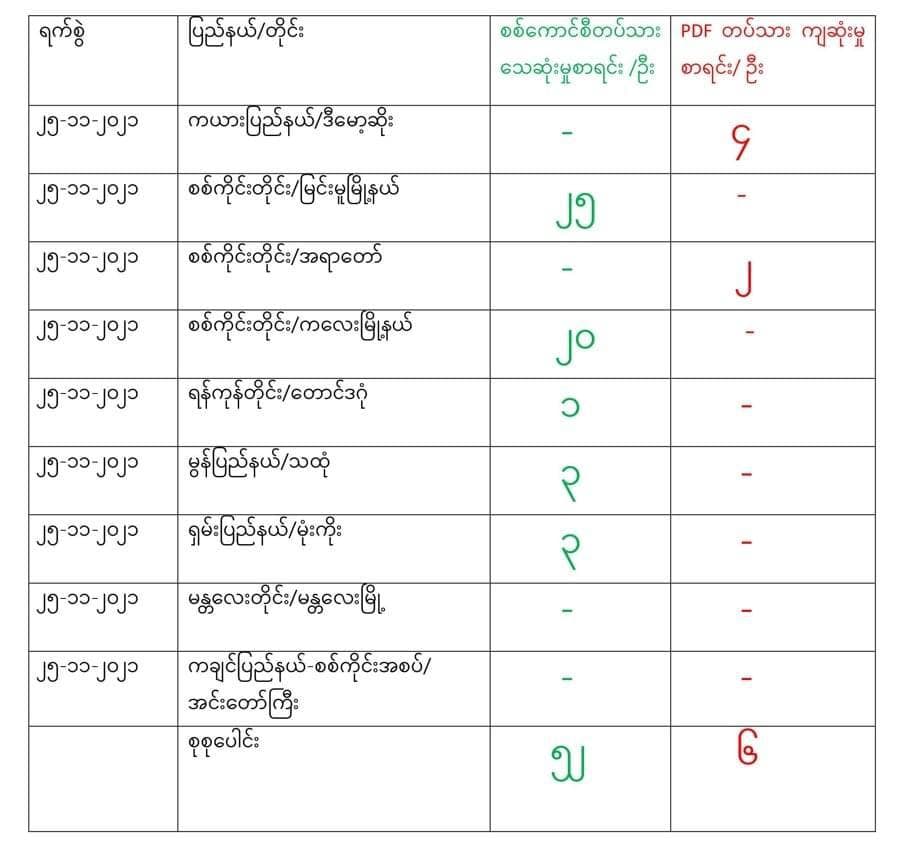 ရက်စွဲ ပြည်နယ်/တိုင်း စစ်ကောင်စီတပ်သား PDF တပ်သား ကျဆုံးမှု
သေဆုံးမှုစာရင်း /ဦး စာရင်း/ ဦး
၂၅-၁၁-၂၀၂၁ ကယားပြည်နယ်/ဒီမော့ဆိုး - ၄
၂၅-၁၁-၂၀၂၁ စစ်ကိုင်းတိုင်း/မြင်းမူမြို့နယ် ၂၅ -
၂၅-၁၁-၂၀၂၁ စစ်ကိုင်းတိုင်း/အရာတော် - ၂
၂၅-၁၁-၂၀၂၁ စစ်ကိုင်းတိုင်း/ကလေးမြို့နယ် ၂၀ -
၂၅-၁၁-၂၀၂၁ ရန်ကုန်တိုင်း/တောင်ဒဂုံ ၁ -
၂၅-၁၁-၂၀၂၁ မွန်ပြည်နယ်/သထုံ ၃ -
၂၅-၁၁-၂၀၂၁ ရှမ်းပြည်နယ်/မုံးကိုး ၃ -
၂၅-၁၁-၂၀၂၁ မန္တလေးတိုင်း/မန္တလေးမြို့ - -
၂၅-၁၁-၂၀၂၁ ကချင်ပြည်နယ်-စစ်ကိုင်းအစပ်/ - -
အင်းတော်ကြီး
စုစုပေါင်း ၅၂ ၆